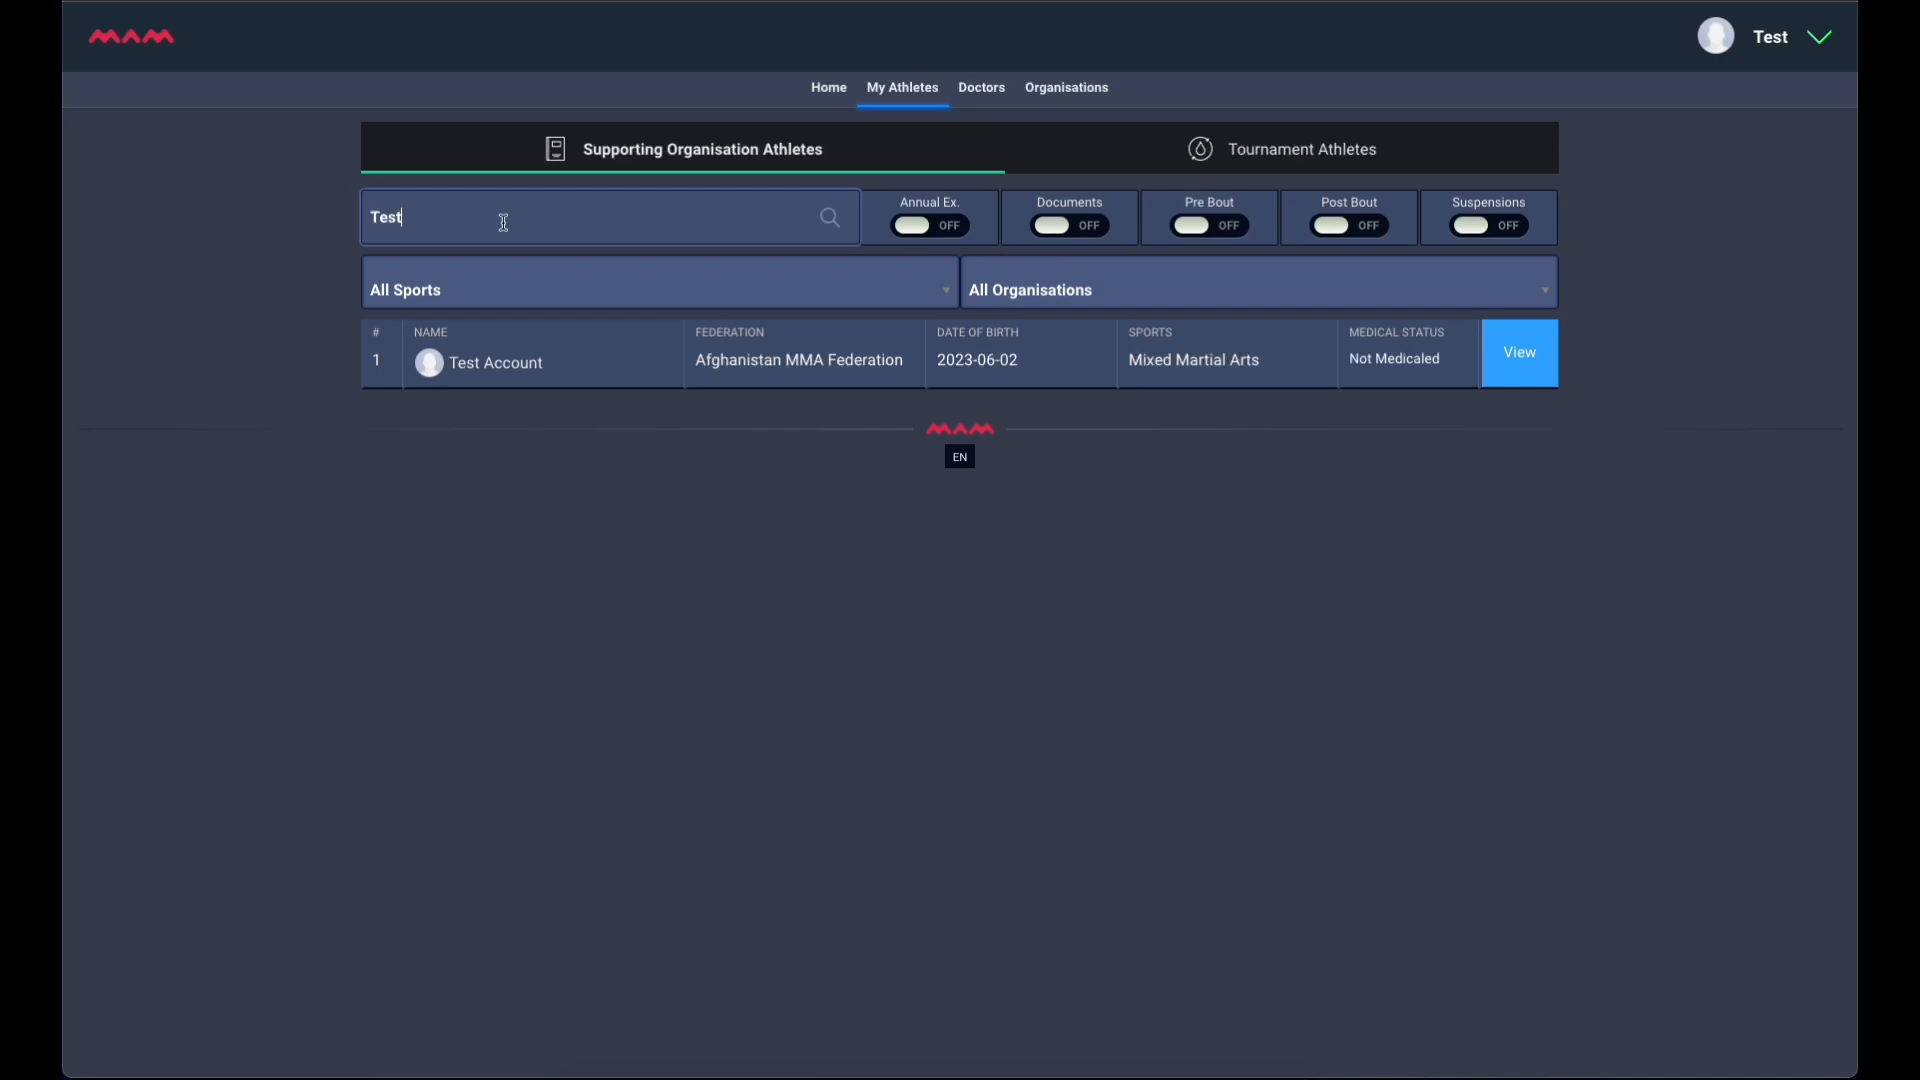 MAM
Test
Home My Athletes Doctors Organisations
Supporting Organisation Athletes Tournament Athletes
Test
Annual Ex. Documents Pre Bout Post Bout Suspensions
OFF OFF OFF OFF OFF
All Sports All Organisations
# NAME FEDERATION DATE OF BIRTH SPORTS MEDICAL STATUS
1 Test Account Afghanistan MMA Federation 2023-06-02 Mixed Martial Arts Not Medicaled View
MAM
EN